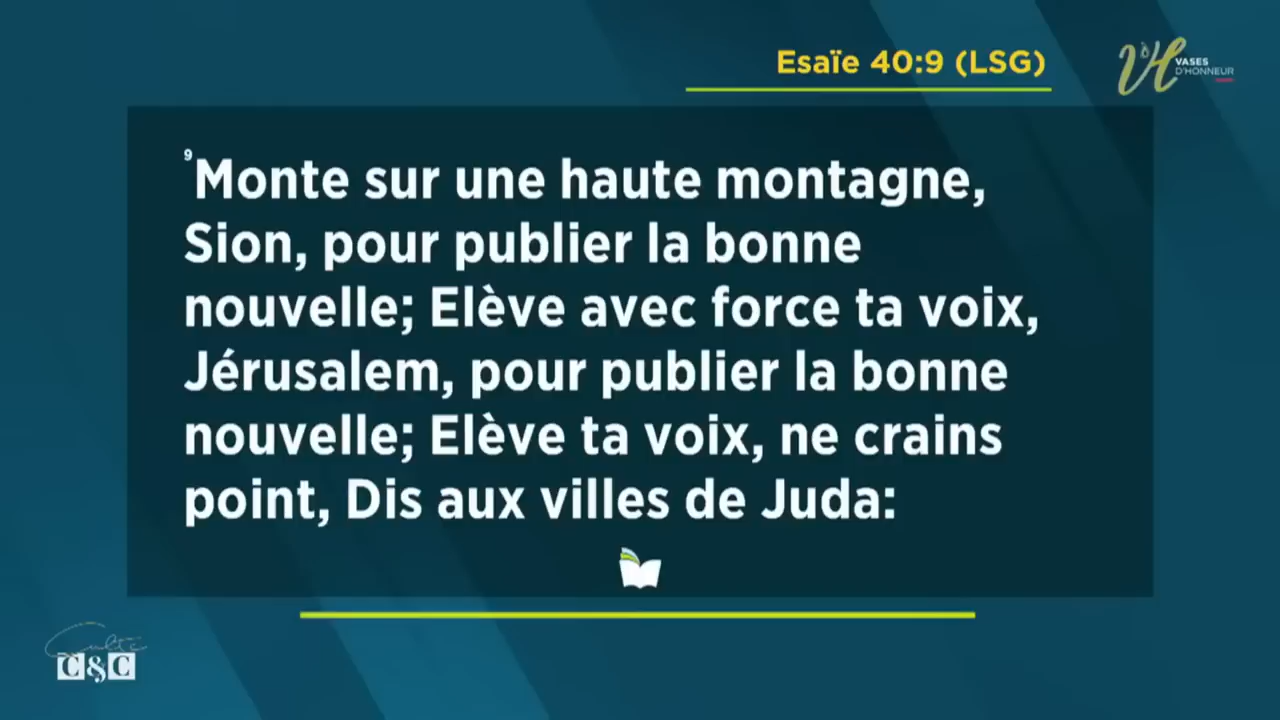 Esaïe 40:9 (LSG)
VH VASES
D'HONNEUR
9 Monte sur une haute montagne,
Sion, pour publier la bonne
nouvelle; Elève avec force ta voix,
Jérusalem, pour publier la bonne
nouvelle; Elève ta voix, ne crains
point, Dis aux villes de Juda:
Culte
C&C